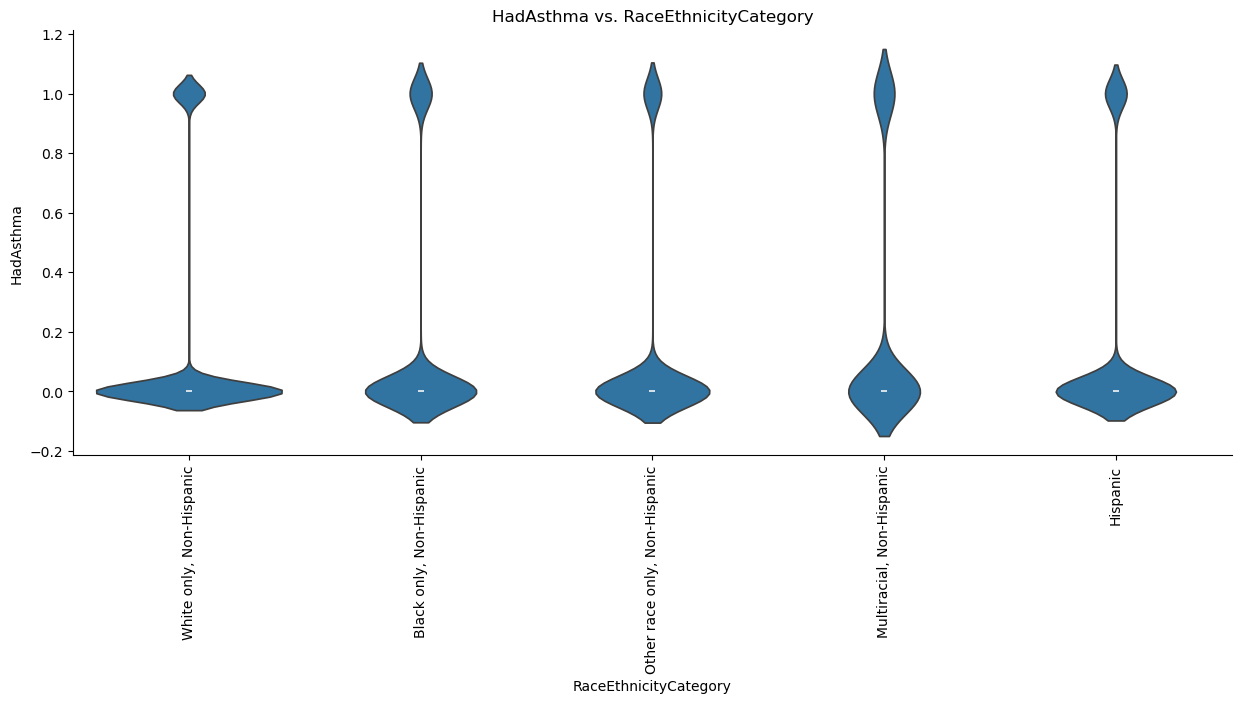 HadAsthma vs. RaceEthnicityCategory
1.2
1.0
0.8
0.6
0.4
0.2
0.0
−0.2
HadAsthma
White only, Non-Hispanic
Black only, Non-Hispanic
Other race only, Non-Hispanic
Multiracial, Non-Hispanic
Hispanic
RaceEthnicityCategory